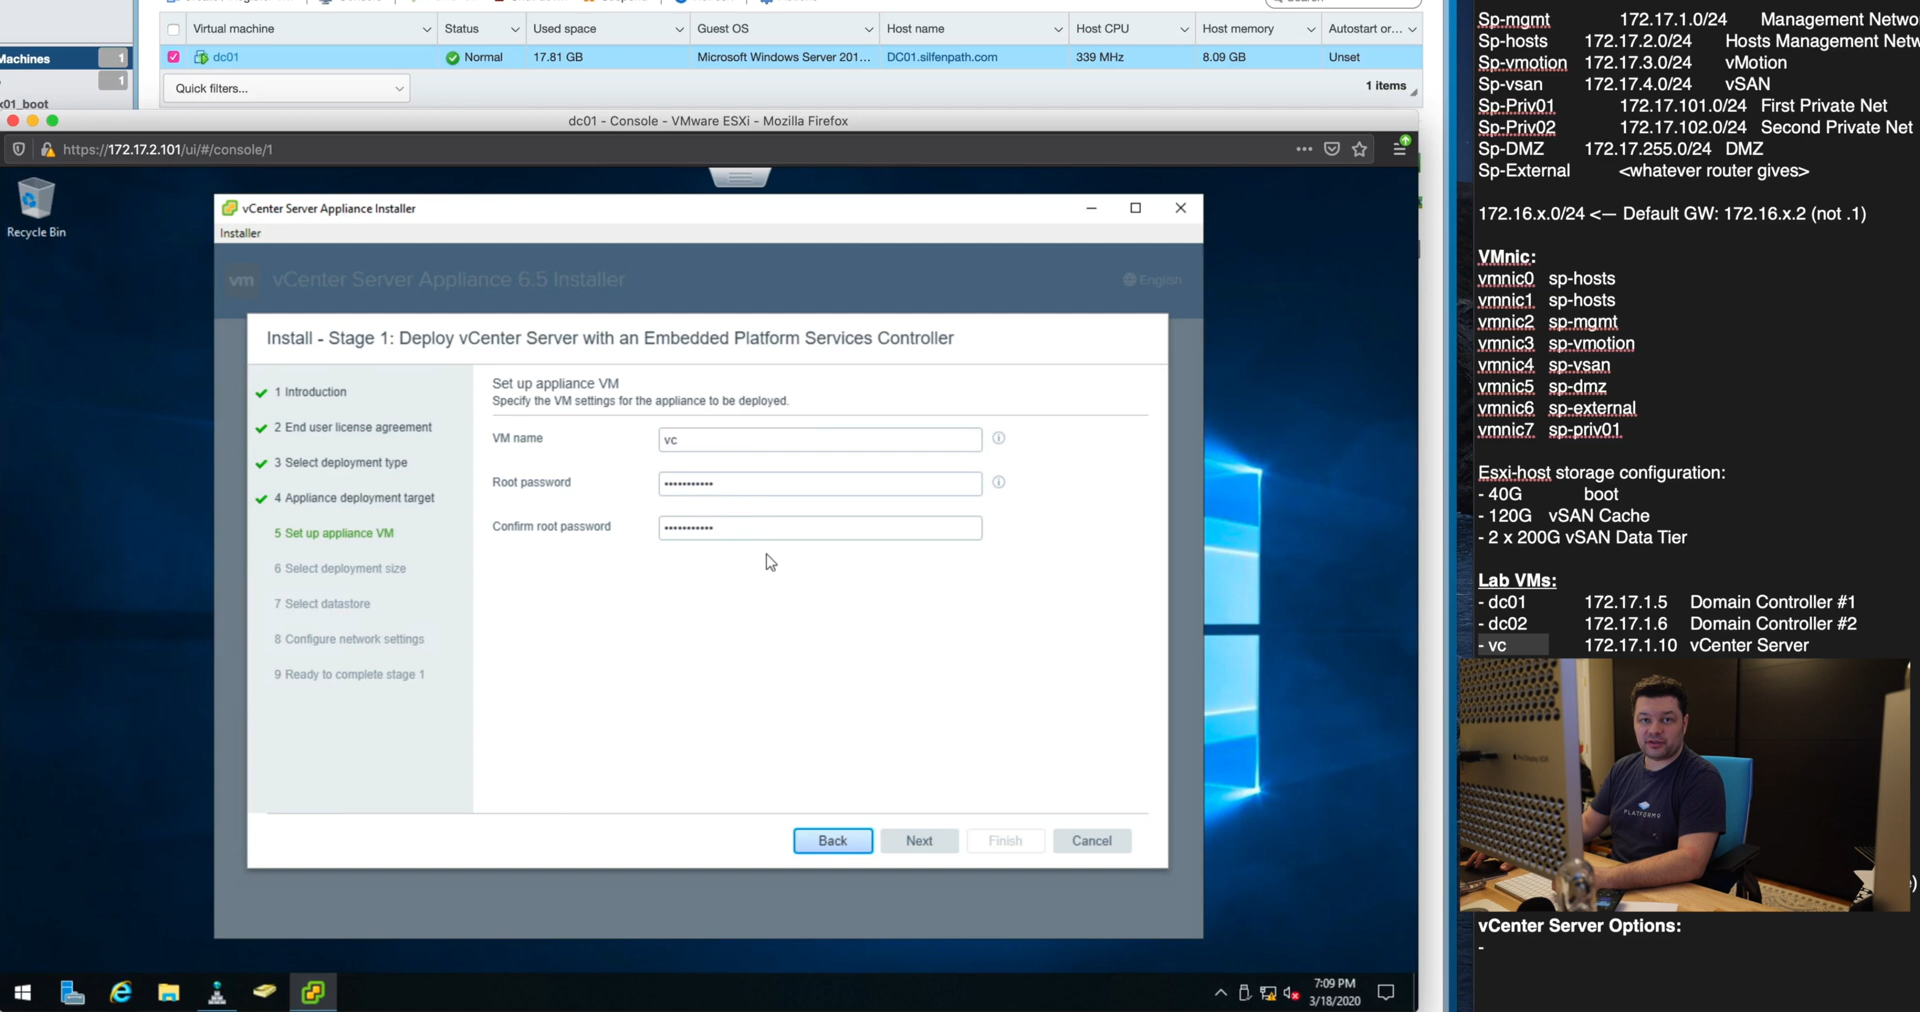 Virtual machine
Status
Used space
Guest OS
Host name
Host CPU
Host memory
Autostart or...
dc01
Normal
17.81 GB
Microsoft Windows Server 201...
DC01.silfenpath.com
339 MHz
8.09 GB
Unset
Quick filters...
1 items
Machines
1
1
x01_boot
dc01 - Console - VMware ESXi - Mozilla Firefox
https://172.17.2.101/ui/#/console/1
Recycle Bin
vCenter Server Appliance Installer
Installer
vm vCenter Server Appliance 6.5 Installer
English
Install - Stage 1: Deploy vCenter Server with an Embedded Platform Services Controller
1 Introduction
2 End user license agreement
3 Select deployment type
4 Appliance deployment target
5 Set up appliance VM
6 Select deployment size
7 Select datastore
8 Configure network settings
9 Ready to complete stage 1
Set up appliance VM
Specify the VM settings for the appliance to be deployed.
VM name
vc
Root password
•••••••••••
Confirm root password
•••••••••••
Back
Next
Finish
Cancel
7:09 PM
3/18/2020
Sp-mgmt 172.17.1.0/24 Management Netwo
Sp-hosts 172.17.2.0/24 Hosts Management Netw
Sp-vmotion 172.17.3.0/24 vMotion
Sp-vsan 172.17.4.0/24 vSAN
Sp-Priv01 172.17.101.0/24 First Private Net
Sp-Priv02 172.17.102.0/24 Second Private Net
Sp-DMZ 172.17.255.0/24 DMZ
Sp-External <whatever router gives>
172.16.x.0/24 <— Default GW: 172.16.x.2 (not .1)
VMnic:
vmnic0 sp-hosts
vmnic1 sp-hosts
vmnic2 sp-mgmt
vmnic3 sp-vmotion
vmnic4 sp-vsan
vmnic5 sp-dmz
vmnic6 sp-external
vmnic7 sp-priv01
Esxi-host storage configuration:
- 40G boot
- 120G vSAN Cache
- 2 x 200G vSAN Data Tier
Lab VMs:
- dc01 172.17.1.5 Domain Controller #1
- dc02 172.17.1.6 Domain Controller #2
- vc 172.17.1.10 vCenter Server
PLATFORM9
)
vCenter Server Options:
-